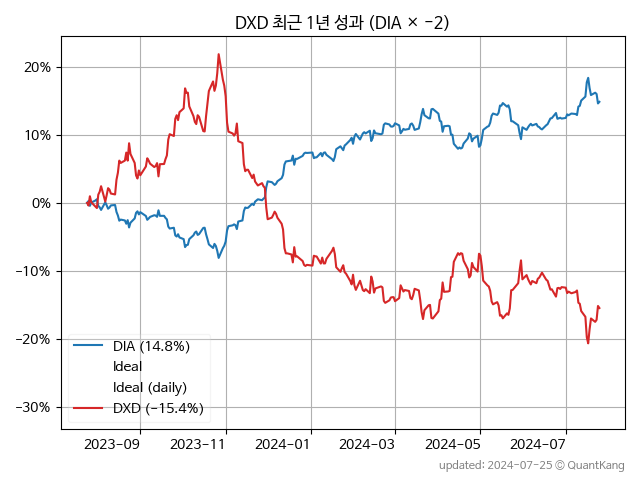 DXD 최근 1년 성과 (DIA × −2)
20%
10%
0%
−10%
−20%
−30%
DIA (14.8%)
Ideal
Ideal (daily)
DXD (−15.4%)
2023−09 2023−11 2024−01 2024−03 2024−05 2024−07
updated: 2024-07-25 © QuantKang